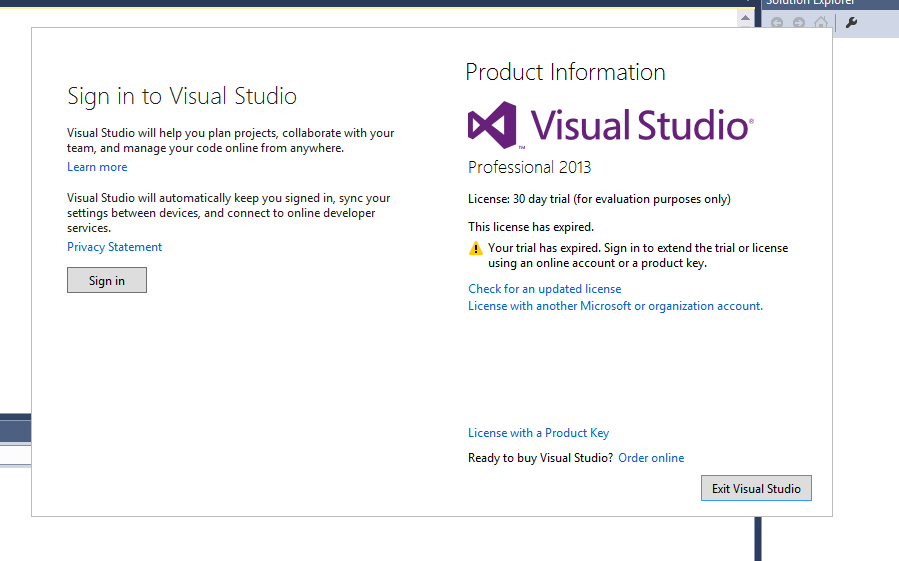 Solution Explorer
Sign in to Visual Studio
Visual Studio will help you plan projects, collaborate with your
team, and manage your code online from anywhere.
Learn more
Visual Studio will automatically keep you signed in, sync your
settings between devices, and connect to online developer
services.
Privacy Statement
Sign in
Product Information
Visual Studio®
™
Professional 2013
License: 30 day trial (for evaluation purposes only)
This license has expired.
Your trial has expired. Sign in to extend the trial or license
using an online account or a product key.
Check for an updated license
License with another Microsoft or organization account.
License with a Product Key
Ready to buy Visual Studio? Order online
Exit Visual Studio